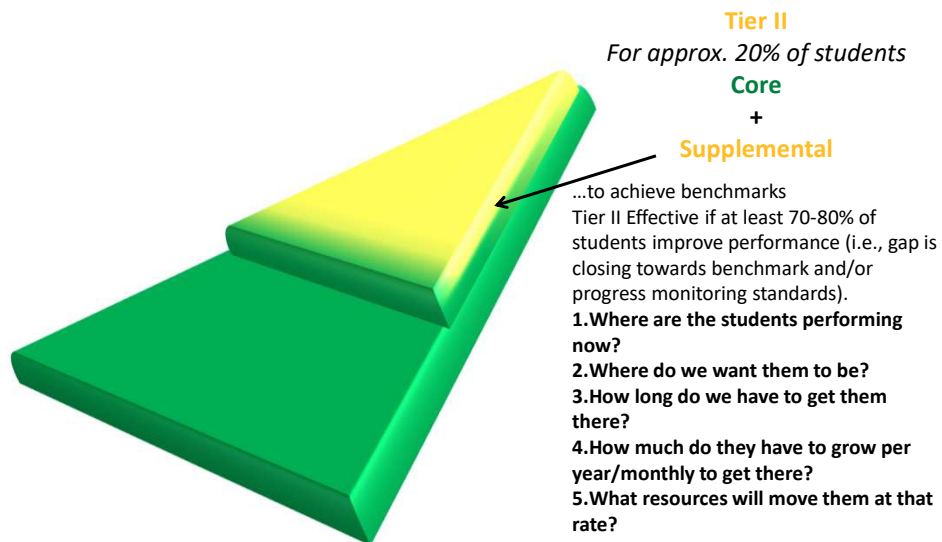 Tier II
For approx. 20% of students
Core
+
Supplemental
…to achieve benchmarks
Tier II Effective if at least 70-80% of
students improve performance (i.e., gap is
closing towards benchmark and/or
progress monitoring standards).
1.Where are the students performing
now?
2.Where do we want them to be?
3.How long do we have to get them
there?
4.How much do they have to grow per
year/monthly to get there?
5.What resources will move them at that
rate?